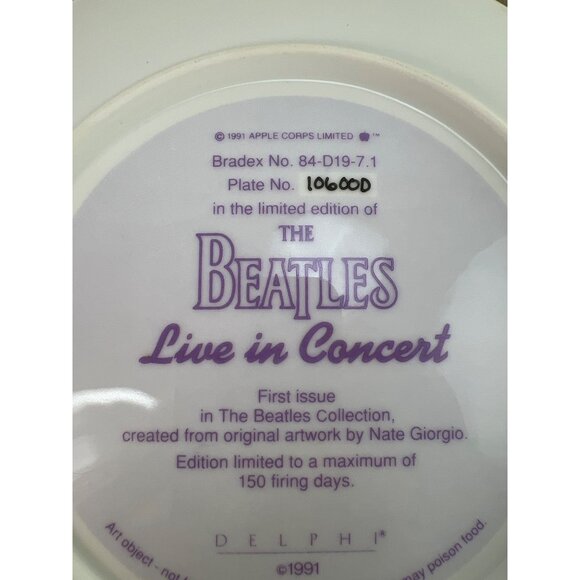 © 1991 APPLE CORPS LIMITED ™
Bradex No. 84-D19-7.1
Plate No. 10600D
in the limited edition of
THE
BEATLES
Live in Concert
First issue
in The Beatles Collection,
created from original artwork by Nate Giorgio.
Edition limited to a maximum of
150 firing days.
DELPHI®
©1991
Art object - not may poison food.